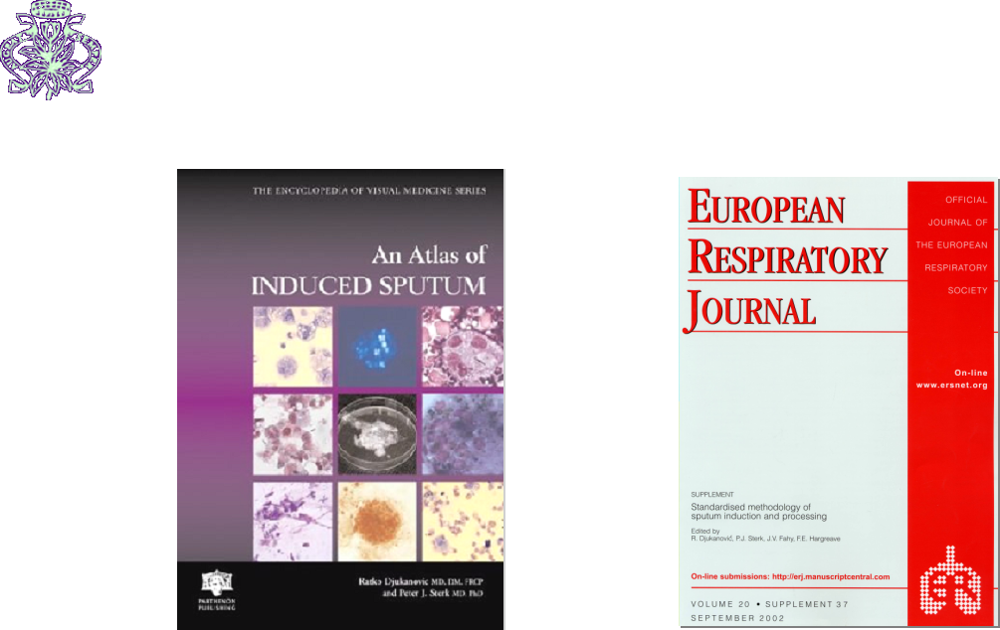 THE ENCYCLOPEDIA OF VISUAL MEDICINE SERIES
An Atlas of
INDUCED SPUTUM
Ratko Djukanovic MD, DM, FRCP
and Peter J. Sterk MD, PhD
PARTHENON
PUBLISHING
EUROPEAN
RESPIRATORY
JOURNAL
OFFICIAL
JOURNAL OF
THE EUROPEAN
RESPIRATORY
SOCIETY
On-line
www.ersnet.org
SUPPLEMENT
Standardised methodology of
sputum induction and processing
Edited by
R. Djukanović, P.J. Sterk, J.V. Fahy, F.E. Hargreave
On-line submissions: http://erj.manuscriptcentral.com
VOLUME 20 • SUPPLEMENT 37
SEPTEMBER 2002